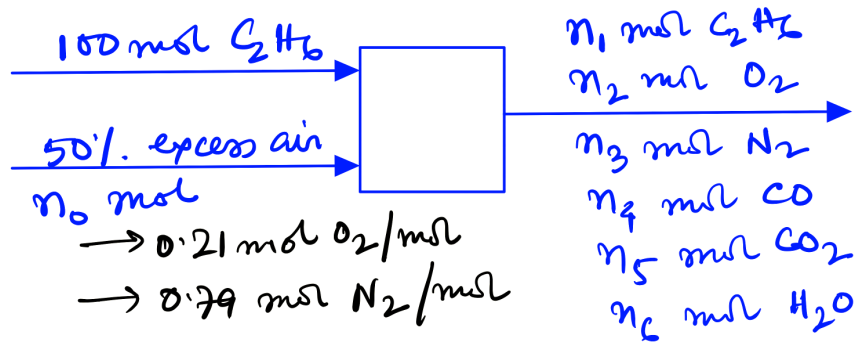 100 mol C₂H₆
50% excess air
n₀ mol
→ 0.21 mol O₂/mol
→ 0.79 mol N₂/mol
n₁ mol C₂H₆
n₂ mol O₂
n₃ mol N₂
n₄ mol CO
n₅ mol CO₂
n₆ mol H₂O